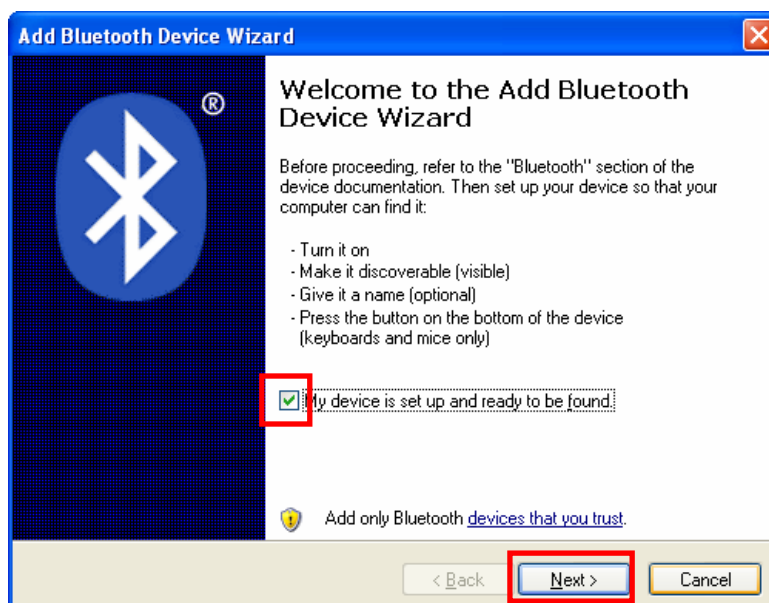 Add Bluetooth Device Wizard
®
Welcome to the Add Bluetooth
Device Wizard
Before proceeding, refer to the "Bluetooth" section of the
device documentation. Then set up your device so that your
computer can find it:
- Turn it on
- Make it discoverable (visible)
- Give it a name (optional)
- Press the button on the bottom of the device
(keyboards and mice only)
My device is set up and ready to be found.
Add only Bluetooth devices that you trust.
< Back
Next >
Cancel